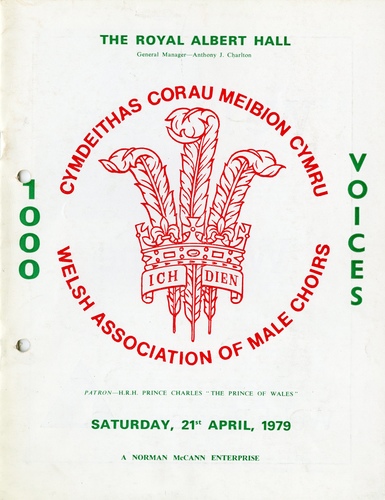 THE ROYAL ALBERT HALL
General Manager—Anthony J. Charlton
CYMDEITHAS CORAU MEIBION CYMRU
1000
VOICES
ICH DIEN
WELSH ASSOCIATION OF MALE CHOIRS
PATRON—H.R.H. PRINCE CHARLES "THE PRINCE OF WALES"
SATURDAY, 21st APRIL, 1979
A NORMAN McCANN ENTERPRISE